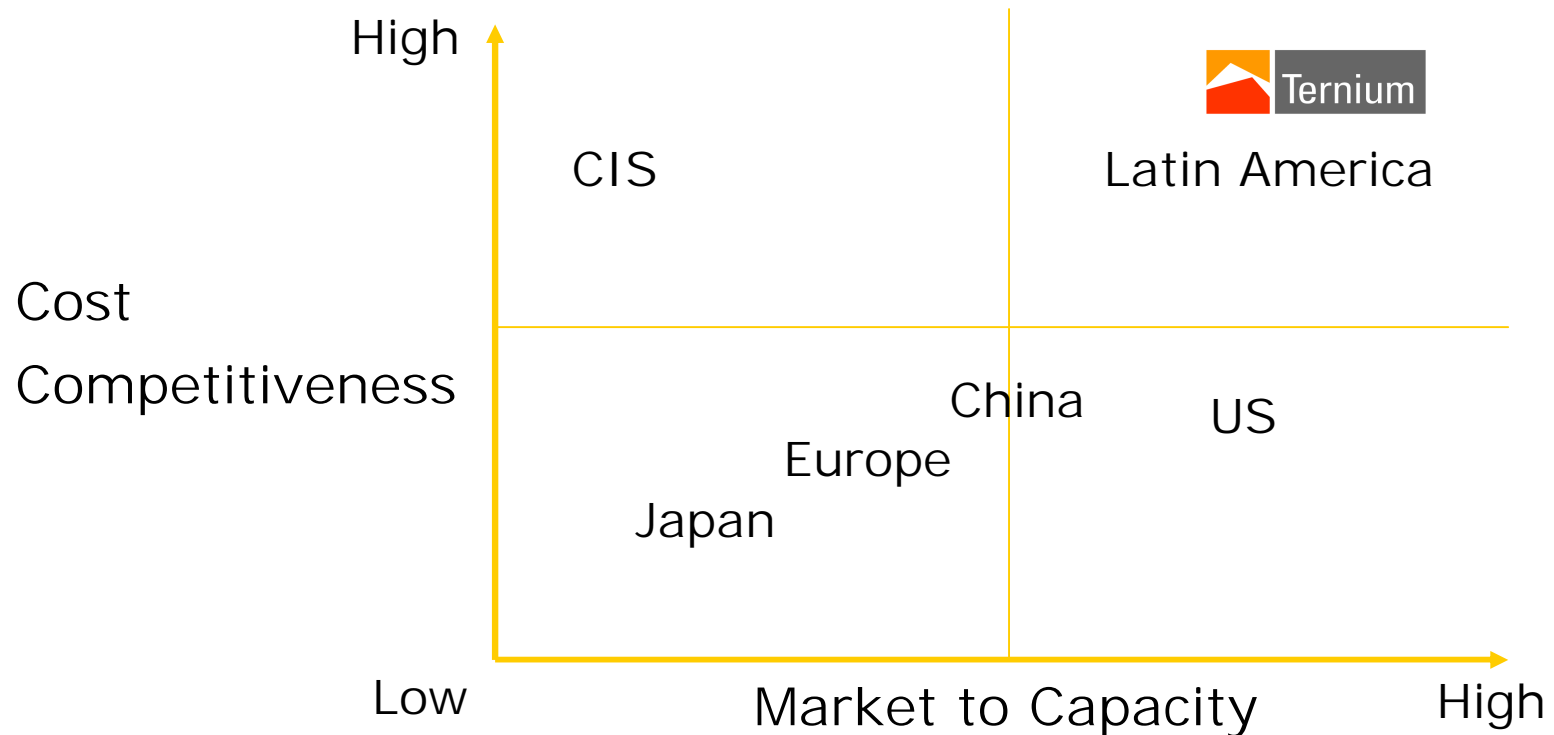 High
Ternium
CIS
Latin America
Cost
Competitiveness
China
US
Europe
Japan
Low
Market to Capacity
High